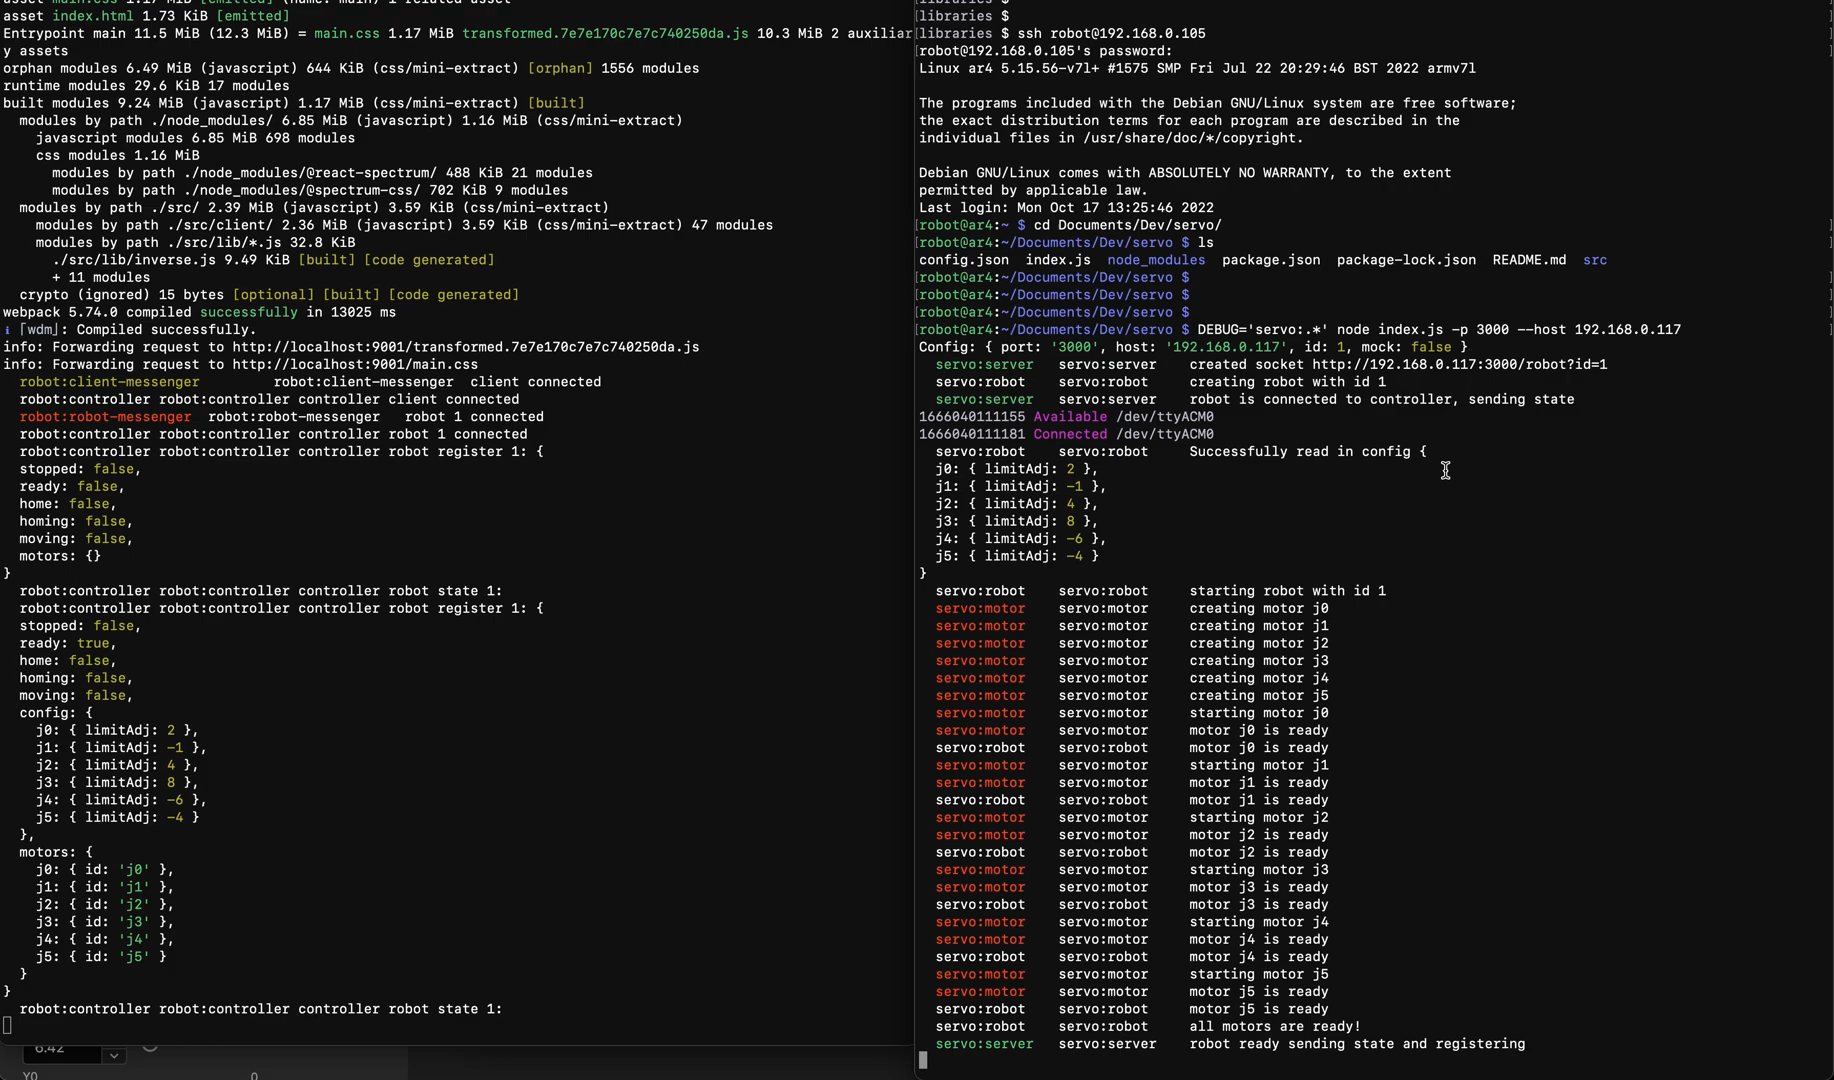 asset main.css 1.17 MiB [emitted] (name: main) 1 related asset
asset index.html 1.73 KiB [emitted]
Entrypoint main 11.5 MiB (12.3 MiB) = main.css 1.17 MiB transformed.7e7e170c7e7c740250da.js 10.3 MiB 2 auxiliar
y assets
orphan modules 6.49 MiB (javascript) 644 KiB (css/mini-extract) [orphan] 1556 modules
runtime modules 29.6 KiB 17 modules
built modules 9.24 MiB (javascript) 1.17 MiB (css/mini-extract) [built]
  modules by path ./node_modules/ 6.85 MiB (javascript) 1.16 MiB (css/mini-extract)
    javascript modules 6.85 MiB 698 modules
    css modules 1.16 MiB
      modules by path ./node_modules/@react-spectrum/ 488 KiB 21 modules
      modules by path ./node_modules/@spectrum-css/ 702 KiB 9 modules
  modules by path ./src/ 2.39 MiB (javascript) 3.59 KiB (css/mini-extract)
    modules by path ./src/client/ 2.36 MiB (javascript) 3.59 KiB (css/mini-extract) 47 modules
    modules by path ./src/lib/*.js 32.8 KiB
      ./src/lib/inverse.js 9.49 KiB [built] [code generated]
      + 11 modules
  crypto (ignored) 15 bytes [optional] [built] [code generated]
webpack 5.74.0 compiled successfully in 13025 ms
i ⌈wdm⌋: Compiled successfully.
info: Forwarding request to http://localhost:9001/transformed.7e7e170c7e7c740250da.js
info: Forwarding request to http://localhost:9001/main.css
  robot:client-messenger         robot:client-messenger  client connected
  robot:controller robot:controller controller client connected
  robot:robot-messenger  robot:robot-messenger   robot 1 connected
  robot:controller robot:controller controller robot 1 connected
  robot:controller robot:controller controller robot register 1: {
  stopped: false,
  ready: false,
  home: false,
  homing: false,
  moving: false,
  motors: {}
}
  robot:controller robot:controller controller robot state 1:
  robot:controller robot:controller controller robot register 1: {
  stopped: false,
  ready: true,
  home: false,
  homing: false,
  moving: false,
  config: {
    j0: { limitAdj: 2 },
    j1: { limitAdj: -1 },
    j2: { limitAdj: 4 },
    j3: { limitAdj: 8 },
    j4: { limitAdj: -6 },
    j5: { limitAdj: -4 }
  },
  motors: {
    j0: { id: 'j0' },
    j1: { id: 'j1' },
    j2: { id: 'j2' },
    j3: { id: 'j3' },
    j4: { id: 'j4' },
    j5: { id: 'j5' }
  }
}
  robot:controller robot:controller controller robot state 1:
6.42
Y0 0
[libraries $ ]
[libraries $ ]
[libraries $ ssh robot@192.168.0.105 ]
[robot@192.168.0.105's password: ]
Linux ar4 5.15.56-v7l+ #1575 SMP Fri Jul 22 20:29:46 BST 2022 armv7l
The programs included with the Debian GNU/Linux system are free software;
the exact distribution terms for each program are described in the
individual files in /usr/share/doc/*/copyright.
Debian GNU/Linux comes with ABSOLUTELY NO WARRANTY, to the extent
permitted by applicable law.
Last login: Mon Oct 17 13:25:46 2022
[robot@ar4:~ $ cd Documents/Dev/servo/ ]
[robot@ar4:~/Documents/Dev/servo $ ls ]
config.json  index.js  node_modules  package.json  package-lock.json  README.md  src
[robot@ar4:~/Documents/Dev/servo $ ]
[robot@ar4:~/Documents/Dev/servo $ ]
[robot@ar4:~/Documents/Dev/servo $ ]
[robot@ar4:~/Documents/Dev/servo $ DEBUG='servo:.*' node index.js -p 3000 --host 192.168.0.117 ]
Config: { port: '3000', host: '192.168.0.117', id: 1, mock: false }
  servo:server   servo:server    created socket http://192.168.0.117:3000/robot?id=1
  servo:robot    servo:robot     creating robot with id 1
  servo:server   servo:server    robot is connected to controller, sending state
1666040111155 Available /dev/ttyACM0
1666040111181 Connected /dev/ttyACM0
  servo:robot    servo:robot     Successfully read in config {
  j0: { limitAdj: 2 },
  j1: { limitAdj: -1 },
  j2: { limitAdj: 4 },
  j3: { limitAdj: 8 },
  j4: { limitAdj: -6 },
  j5: { limitAdj: -4 }
}
  servo:robot    servo:robot     starting robot with id 1
  servo:motor    servo:motor     creating motor j0
  servo:motor    servo:motor     creating motor j1
  servo:motor    servo:motor     creating motor j2
  servo:motor    servo:motor     creating motor j3
  servo:motor    servo:motor     creating motor j4
  servo:motor    servo:motor     creating motor j5
  servo:motor    servo:motor     starting motor j0
  servo:motor    servo:motor     motor j0 is ready
  servo:robot    servo:robot     motor j0 is ready
  servo:motor    servo:motor     starting motor j1
  servo:motor    servo:motor     motor j1 is ready
  servo:robot    servo:robot     motor j1 is ready
  servo:motor    servo:motor     starting motor j2
  servo:motor    servo:motor     motor j2 is ready
  servo:robot    servo:robot     motor j2 is ready
  servo:motor    servo:motor     starting motor j3
  servo:motor    servo:motor     motor j3 is ready
  servo:robot    servo:robot     motor j3 is ready
  servo:motor    servo:motor     starting motor j4
  servo:motor    servo:motor     motor j4 is ready
  servo:robot    servo:robot     motor j4 is ready
  servo:motor    servo:motor     starting motor j5
  servo:motor    servo:motor     motor j5 is ready
  servo:robot    servo:robot     motor j5 is ready
  servo:robot    servo:robot     all motors are ready!
  servo:server   servo:server    robot ready sending state and registering